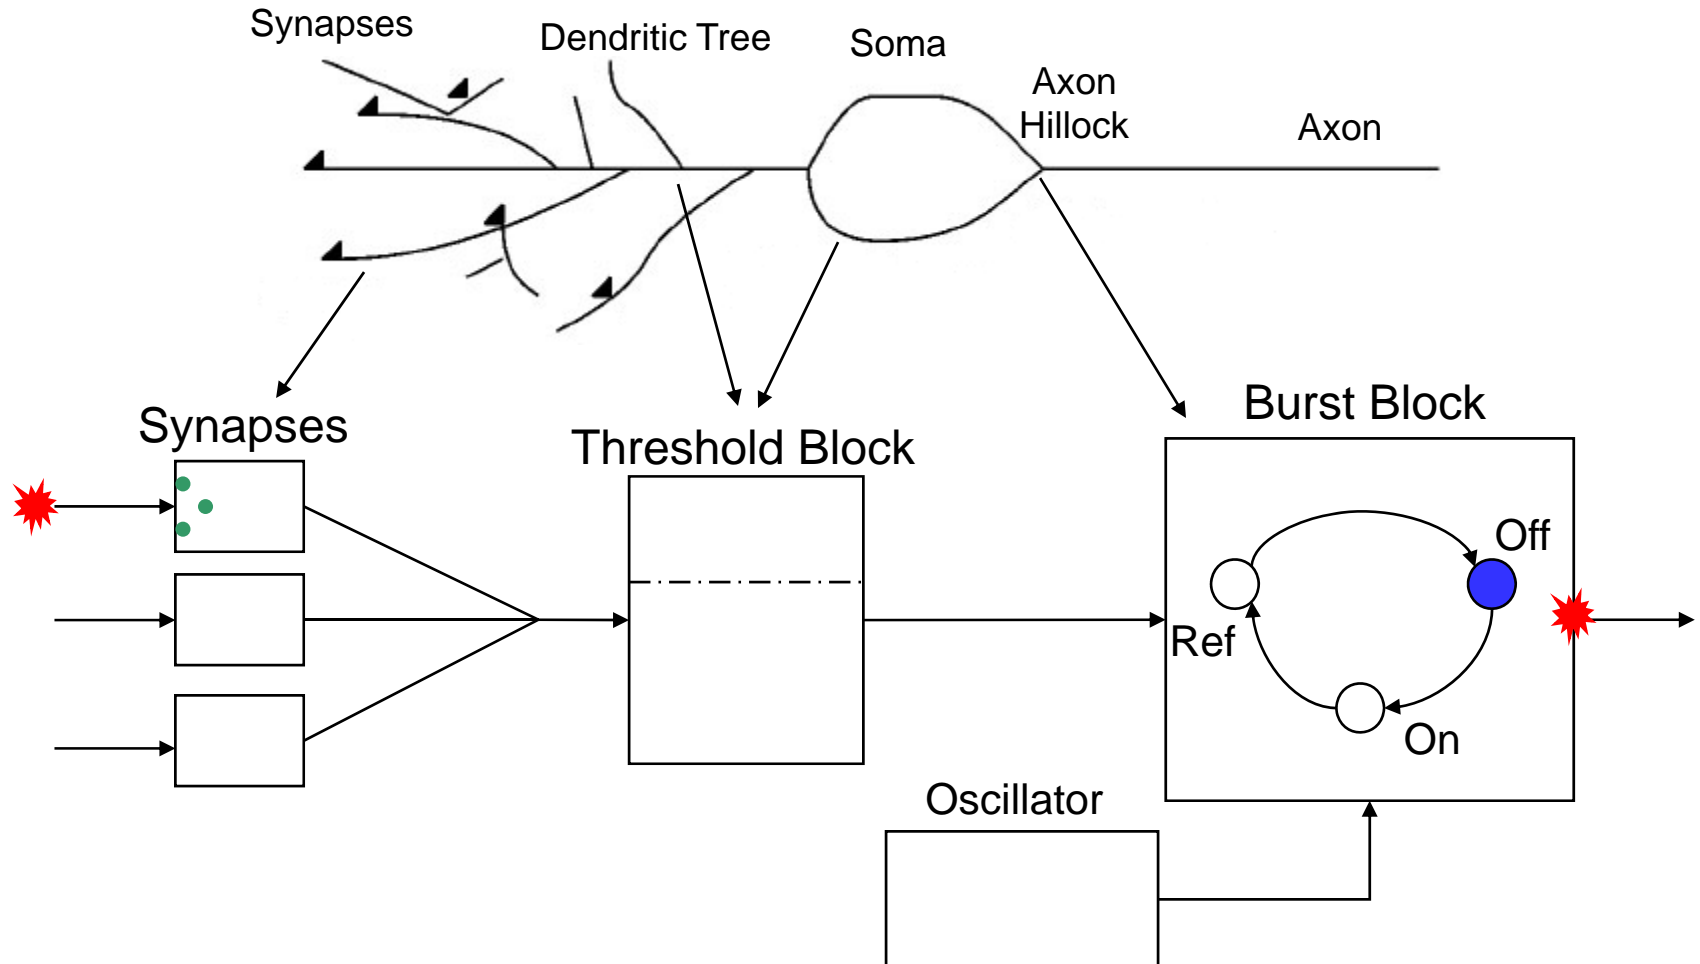 Synapses
Dendritic Tree
Soma
Axon
Hillock
Axon
Synapses
Threshold Block
Burst Block
Off
Ref
On
Oscillator